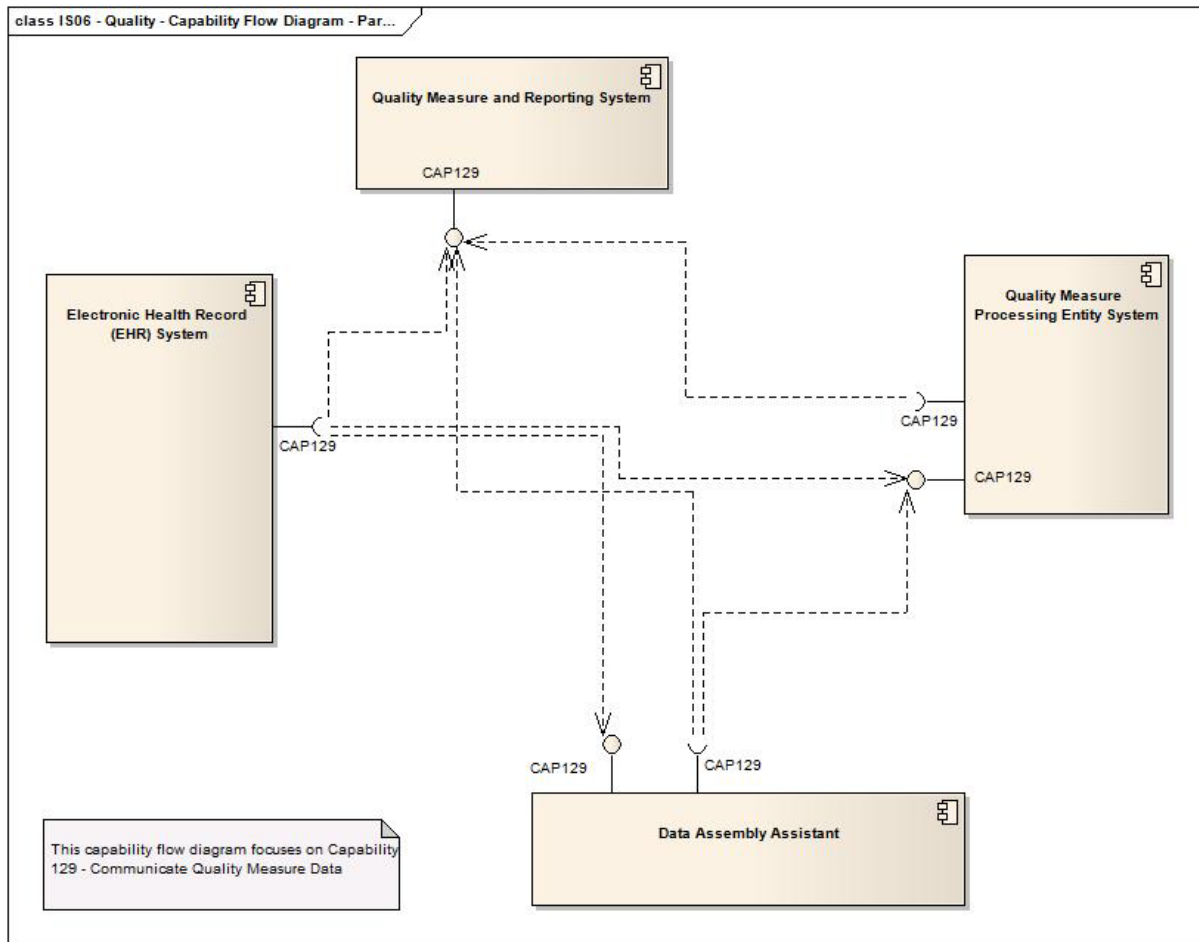 class IS06 - Quality - Capability Flow Diagram - Par...
Quality Measure and Reporting System
CAP129
Electronic Health Record
(EHR) System
CAP129
Quality Measure
Processing Entity System
CAP129
CAP129
CAP129
CAP129
Data Assembly Assistant
This capability flow diagram focuses on Capability
129 - Communicate Quality Measure Data